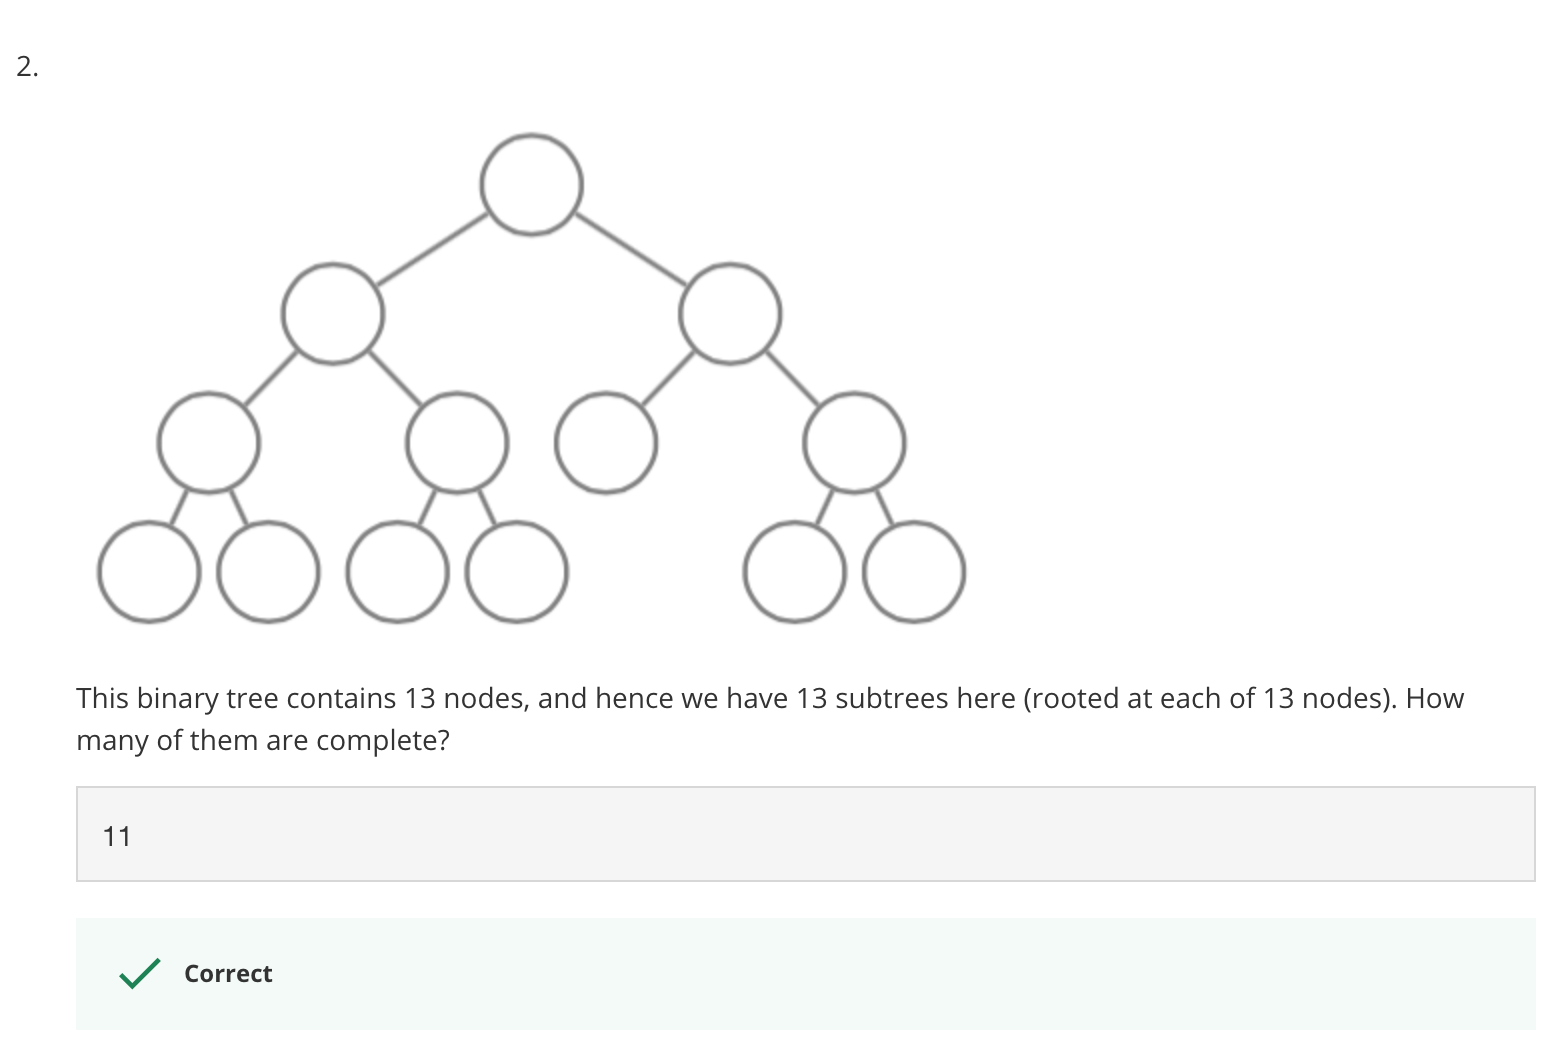 2.
This binary tree contains 13 nodes, and hence we have 13 subtrees here (rooted at each of 13 nodes). How
many of them are complete?
11
Correct